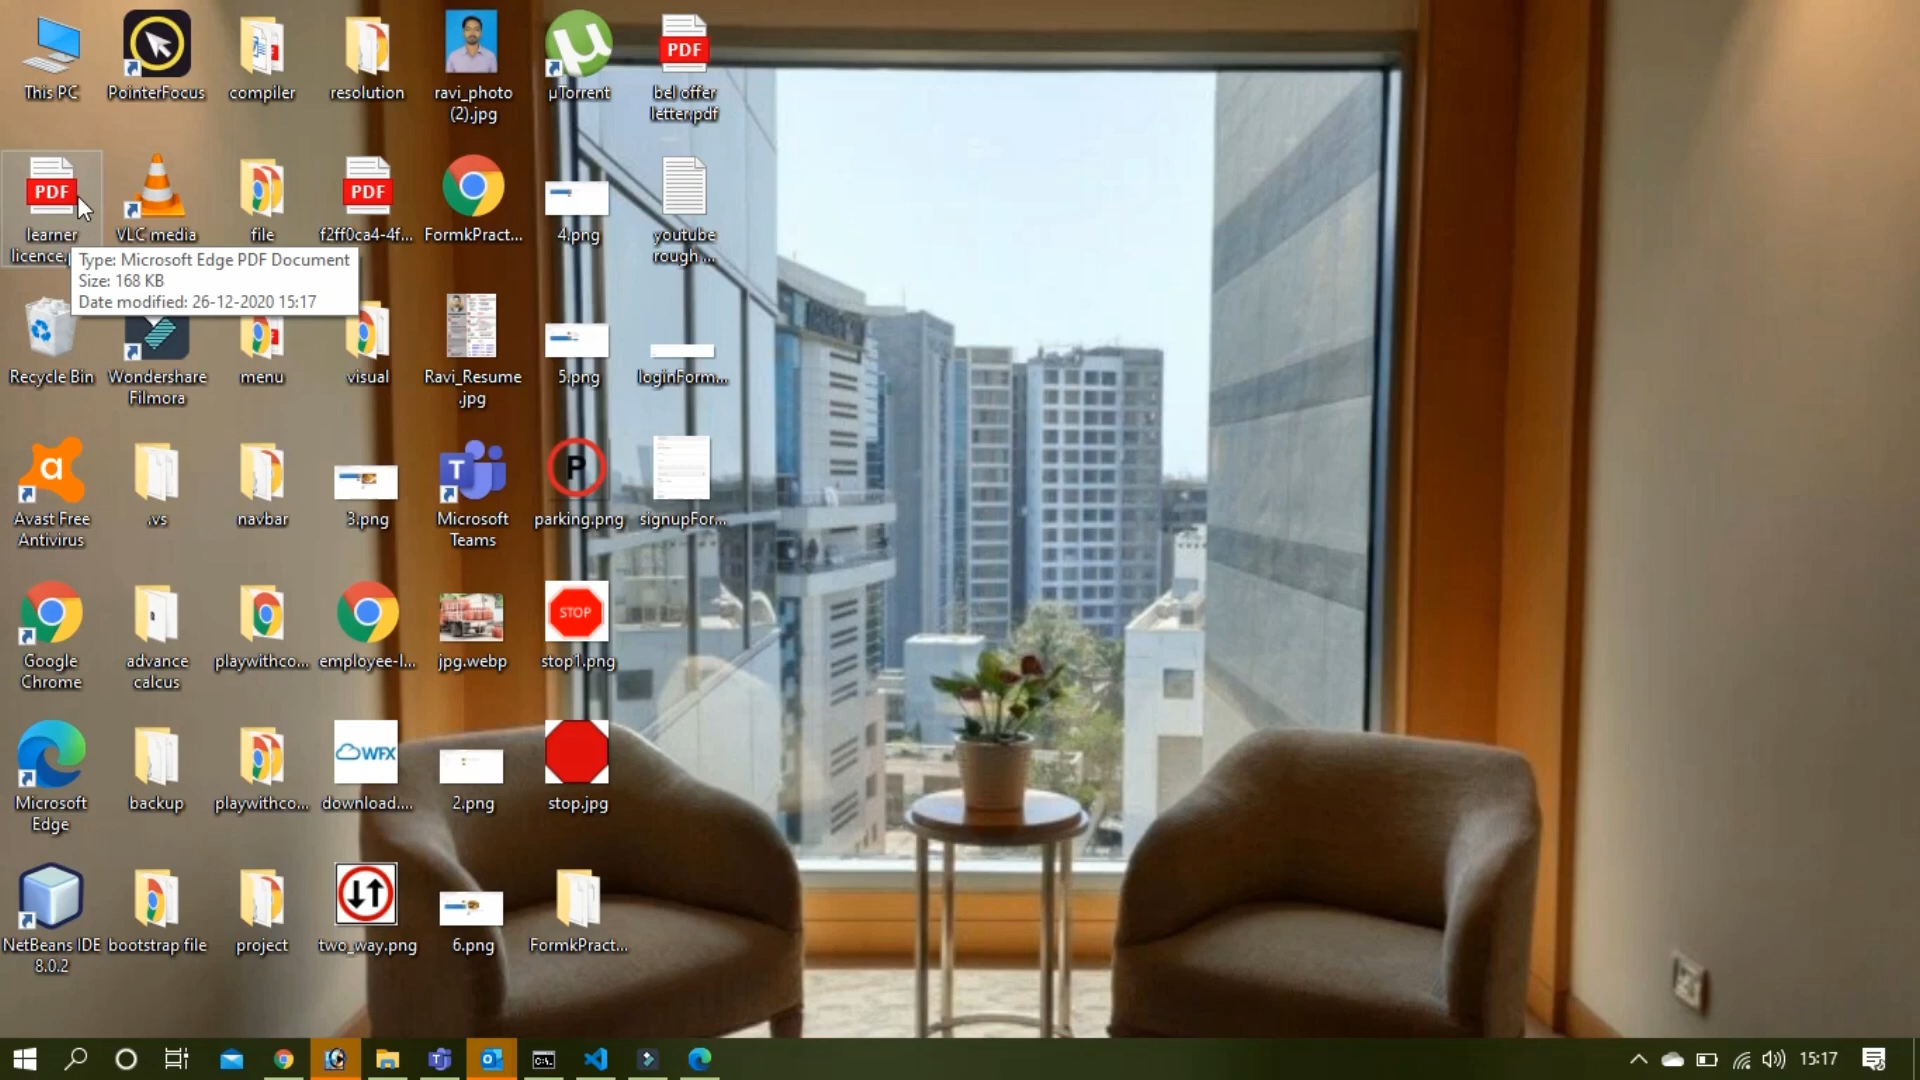 This PC
PointerFocus
compiler
resolution
ravi_photo
(2).jpg
µTorrent
bel offer
letter.pdf
PDF
learner
licence.
VLC media
file
PDF
f2ff0ca4-4f...
FormkPract...
4.png
youtube
rough ...
Type: Microsoft Edge PDF Document
Size: 168 KB
Date modified: 26-12-2020 15:17
Recycle Bin
Wondershare
Filmora
menu
visual
Ravi_Resume
.jpg
5.png
loginForm...
Avast Free
Antivirus
.vs
navbar
3.png
Microsoft
Teams
P
parking.png
signupFor...
Google
Chrome
advance
calcus
playwithco...
employee-l...
jpg.webp
STOP
stop1.png
Microsoft
Edge
backup
playwithco...
WFX
download....
2.png
stop.jpg
NetBeans IDE
8.0.2
bootstrap file
project
two_way.png
6.png
FormkPract...
15:17